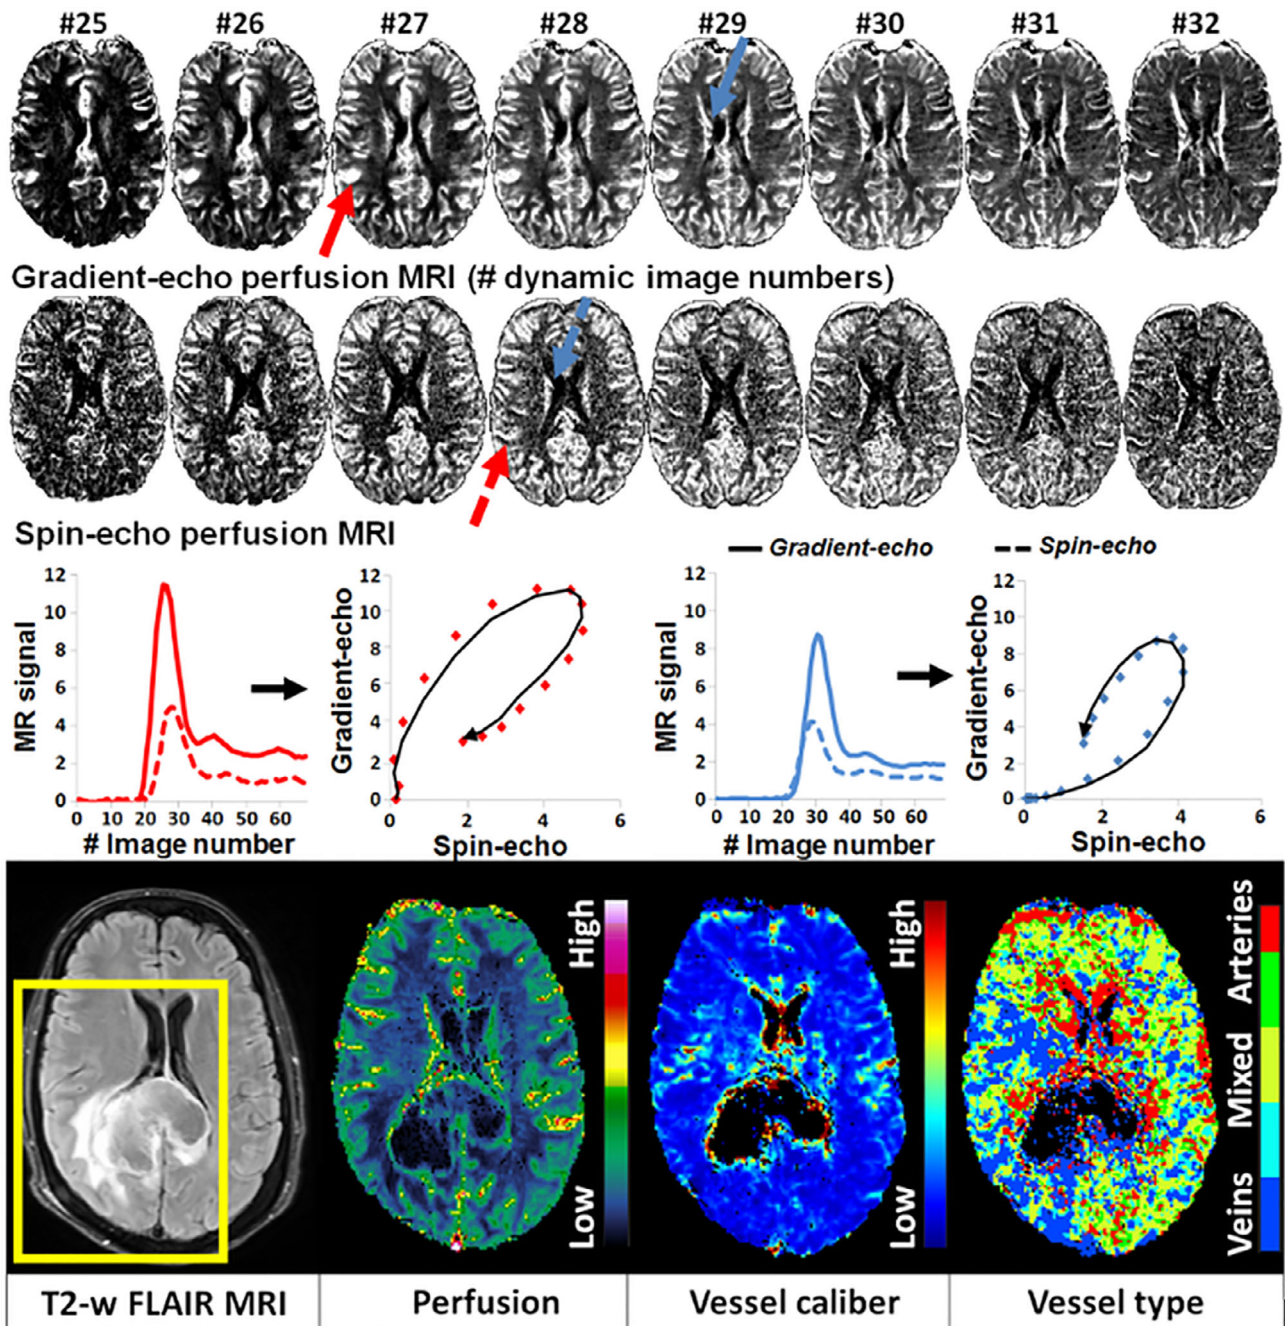 #25 #26 #27 #28 #29 #30 #31 #32
Gradient-echo perfusion MRI (# dynamic image numbers)
Spin-echo perfusion MRI
Gradient-echo Spin-echo
MR signal
12
10
8
6
4
2
0
0 10 20 30 40 50 60
# Image number
Gradient-echo
12
10
8
6
4
2
0
0 2 4 6
Spin-echo
MR signal
12
10
8
6
4
2
0
0 10 20 30 40 50 60
# Image number
Gradient-echo
12
10
8
6
4
2
0
0 2 4 6
Spin-echo
High
Low
High
Low
Arteries
Mixed
Veins
T2-w FLAIR MRI
Perfusion
Vessel caliber
Vessel type